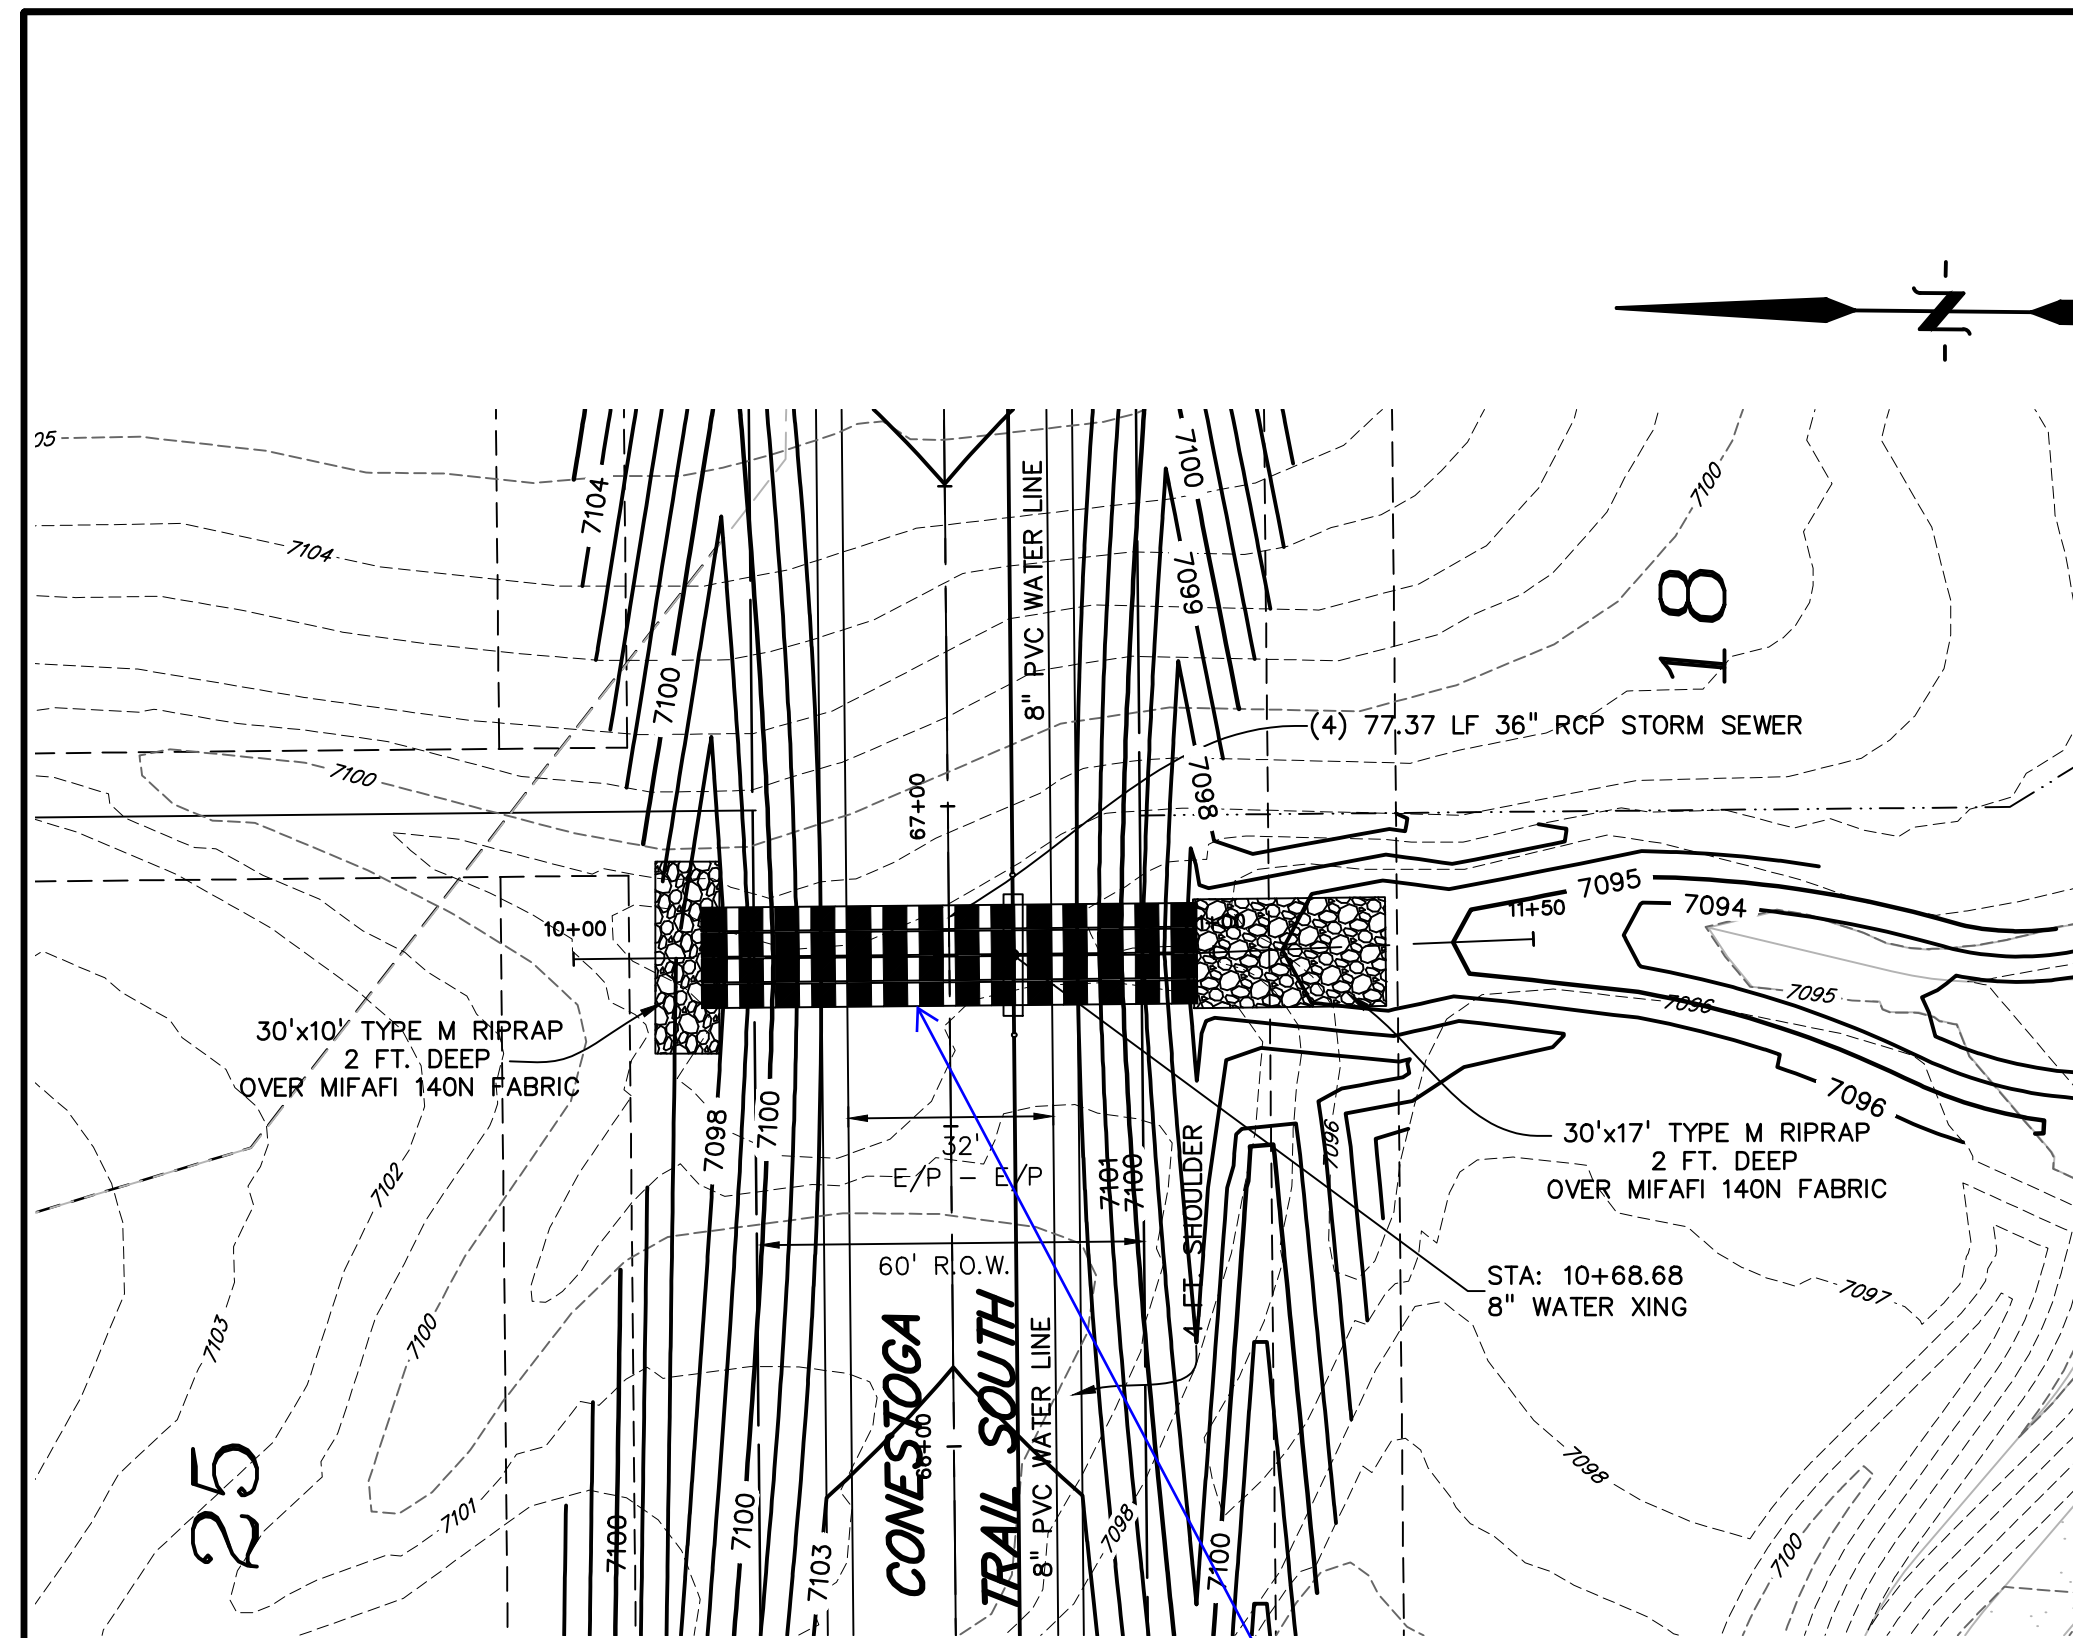 N
05
7104
7104
7100
7099
7100
18
8" PVC WATER LINE
7100
(4) 77.37 LF 36" RCP STORM SEWER
7100
7098
67+00
7095
7094
11+50
10+00
7095
7096
30'x10' TYPE M RIPRAP
2 FT. DEEP
OVER MIFAFI 140N FABRIC
7098
7100
7096
7096
32'
E/P - E/P
7101
7100
30'x17' TYPE M RIPRAP
2 FT. DEEP
OVER MIFAFI 140N FABRIC
7102
4 FT. SHOULDER
60' R.O.W.
STA: 10+68.68
8" WATER XING
7097
7103
7100
CONESTOGA
TRAIL SOUTH
68+00
8" PVC WATER LINE
7098
7098
25
7101
7100
7100
7103
7100
7100